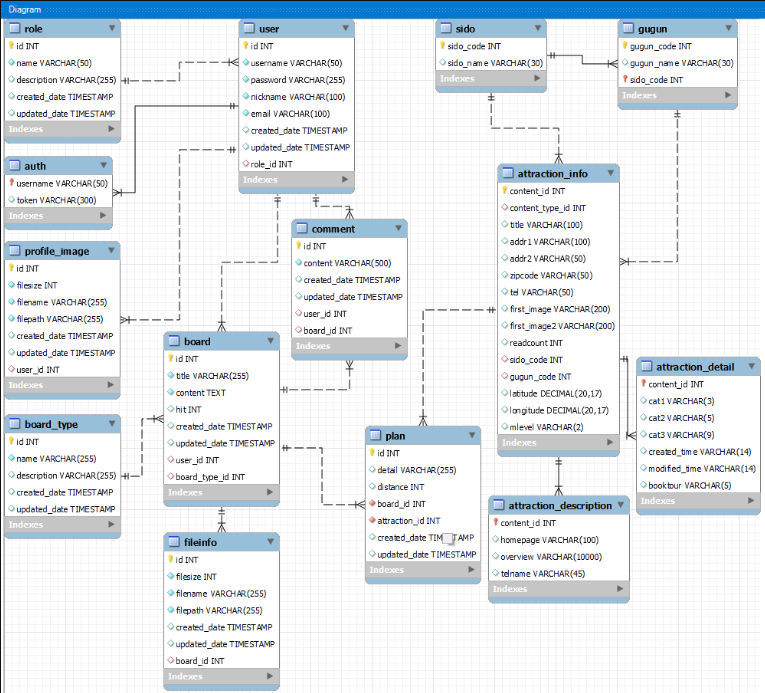 Diagram
role
id INT
name VARCHAR(50)
description VARCHAR(255)
created_date TIMESTAMP
updated_date TIMESTAMP
Indexes
user
id INT
username VARCHAR(50)
password VARCHAR(255)
nickname VARCHAR(100)
email VARCHAR(100)
created_date TIMESTAMP
updated_date TIMESTAMP
role_id INT
Indexes
sido
sido_code INT
sido_name VARCHAR(30)
Indexes
gugun
gugun_code INT
gugun_name VARCHAR(30)
sido_code INT
Indexes
auth
username VARCHAR(50)
token VARCHAR(300)
Indexes
attraction_info
content_id INT
content_type_id INT
title VARCHAR(100)
addr1 VARCHAR(100)
addr2 VARCHAR(50)
zipcode VARCHAR(50)
tel VARCHAR(50)
first_image VARCHAR(200)
first_image2 VARCHAR(200)
readcount INT
sido_code INT
gugun_code INT
latitude DECIMAL(20,17)
longitude DECIMAL(20,17)
mlevel VARCHAR(2)
Indexes
comment
id INT
content VARCHAR(500)
created_date TIMESTAMP
updated_date TIMESTAMP
user_id INT
board_id INT
Indexes
profile_image
id INT
filesize INT
filename VARCHAR(255)
filepath VARCHAR(255)
created_date TIMESTAMP
updated_date TIMESTAMP
user_id INT
Indexes
board
id INT
title VARCHAR(255)
content TEXT
hit INT
created_date TIMESTAMP
updated_date TIMESTAMP
user_id INT
board_type_id INT
Indexes
attraction_detail
content_id INT
cat1 VARCHAR(3)
cat2 VARCHAR(5)
cat3 VARCHAR(9)
created_time VARCHAR(14)
modified_time VARCHAR(14)
booktour VARCHAR(5)
Indexes
board_type
id INT
name VARCHAR(255)
description VARCHAR(255)
created_date TIMESTAMP
updated_date TIMESTAMP
Indexes
plan
id INT
detail VARCHAR(255)
distance INT
board_id INT
attraction_id INT
created_date TIMESTAMP
updated_date TIMESTAMP
Indexes
attraction_description
content_id INT
homepage VARCHAR(100)
overview VARCHAR(10000)
telname VARCHAR(45)
Indexes
fileinfo
id INT
filesize INT
filename VARCHAR(255)
filepath VARCHAR(255)
created_date TIMESTAMP
updated_date TIMESTAMP
board_id INT
Indexes